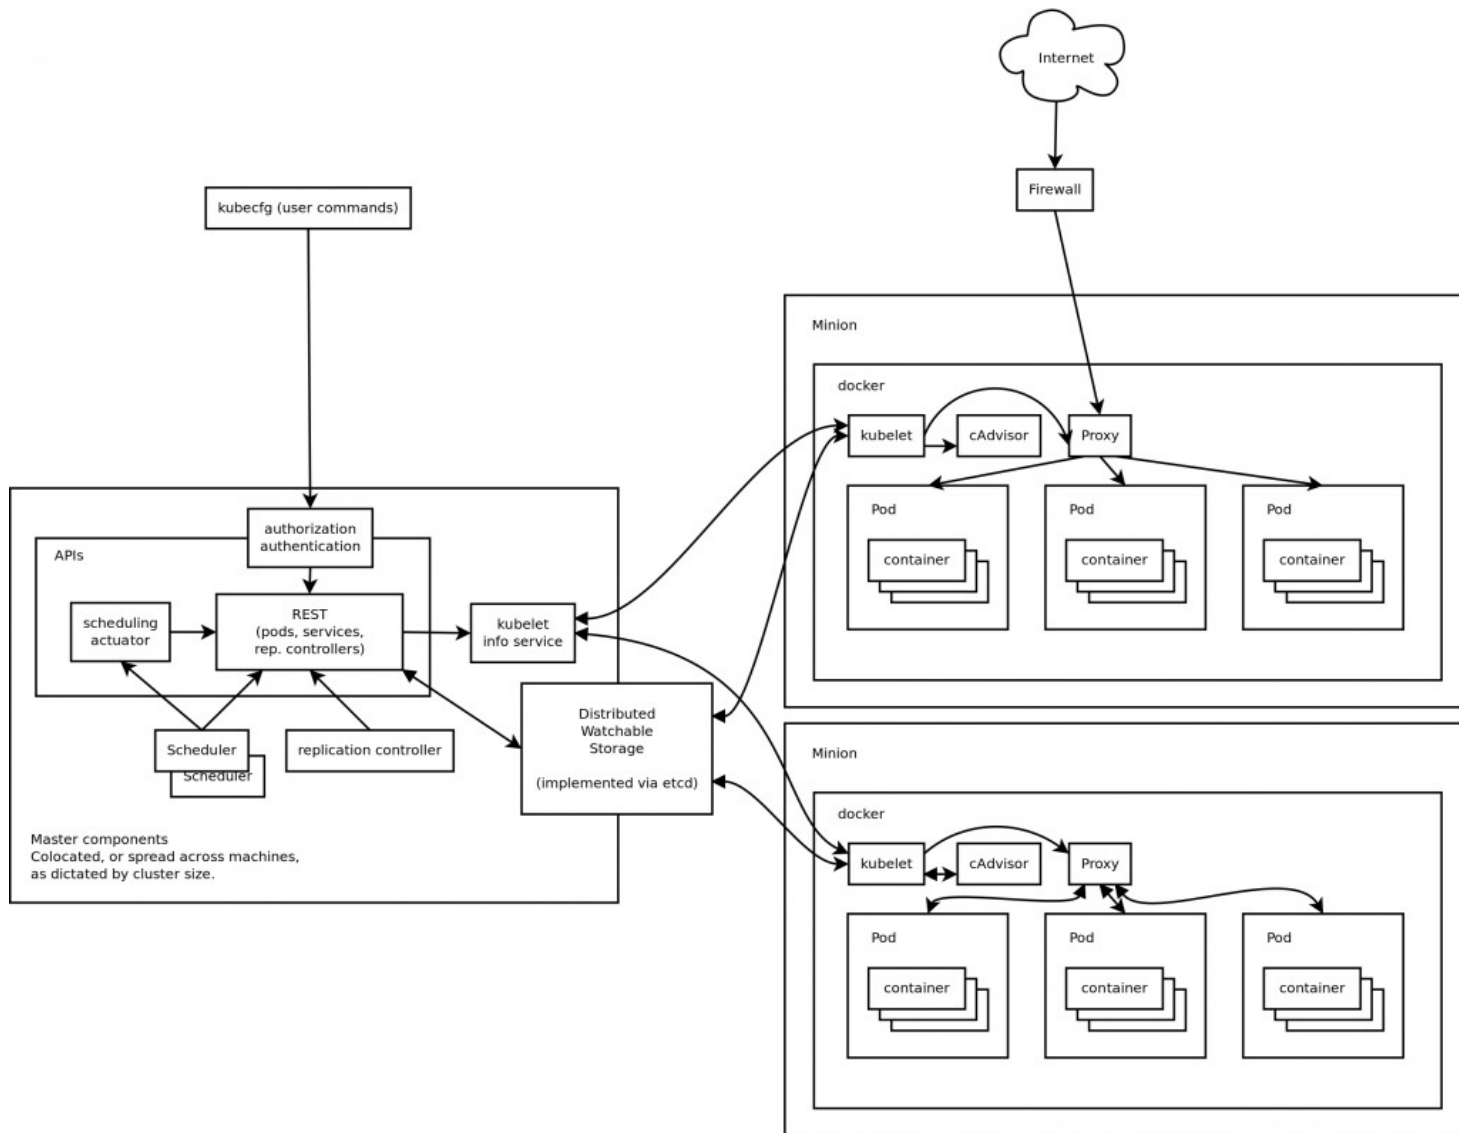 Internet
Firewall
kubecfg (user commands)
Minion
docker
kubelet
cAdvisor
Proxy
Pod
container
Pod
container
Pod
container
authorization
authentication
APIs
scheduling
actuator
REST
(pods, services,
rep. controllers)
kubelet
info service
Distributed
Watchable
Storage
(implemented via etcd)
Scheduler
Scheduler
replication controller
Master components
Colocated, or spread across machines,
as dictated by cluster size.
Minion
docker
kubelet
cAdvisor
Proxy
Pod
container
Pod
container
Pod
container